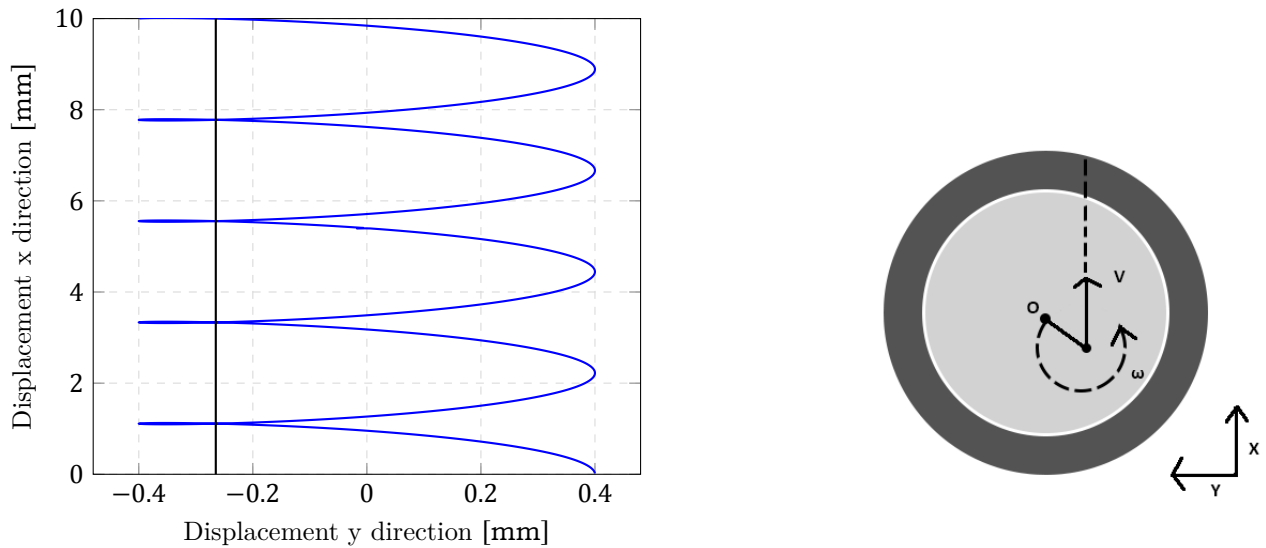 10
8
6
4
2
0
Displacement x direction [mm]
−0.4 −0.2 0 0.2 0.4
Displacement y direction [mm]
O
V
ω
X
Y